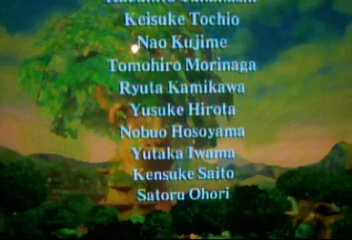 Keisuke Tochio
Nao Kujime
Tomohiro Morinaga
Ryuta Kamikawa
Yusuke Hirota
Nobuo Hosoyama
Yutaka Iwama
Kensuke Saito
Satoru Ohori